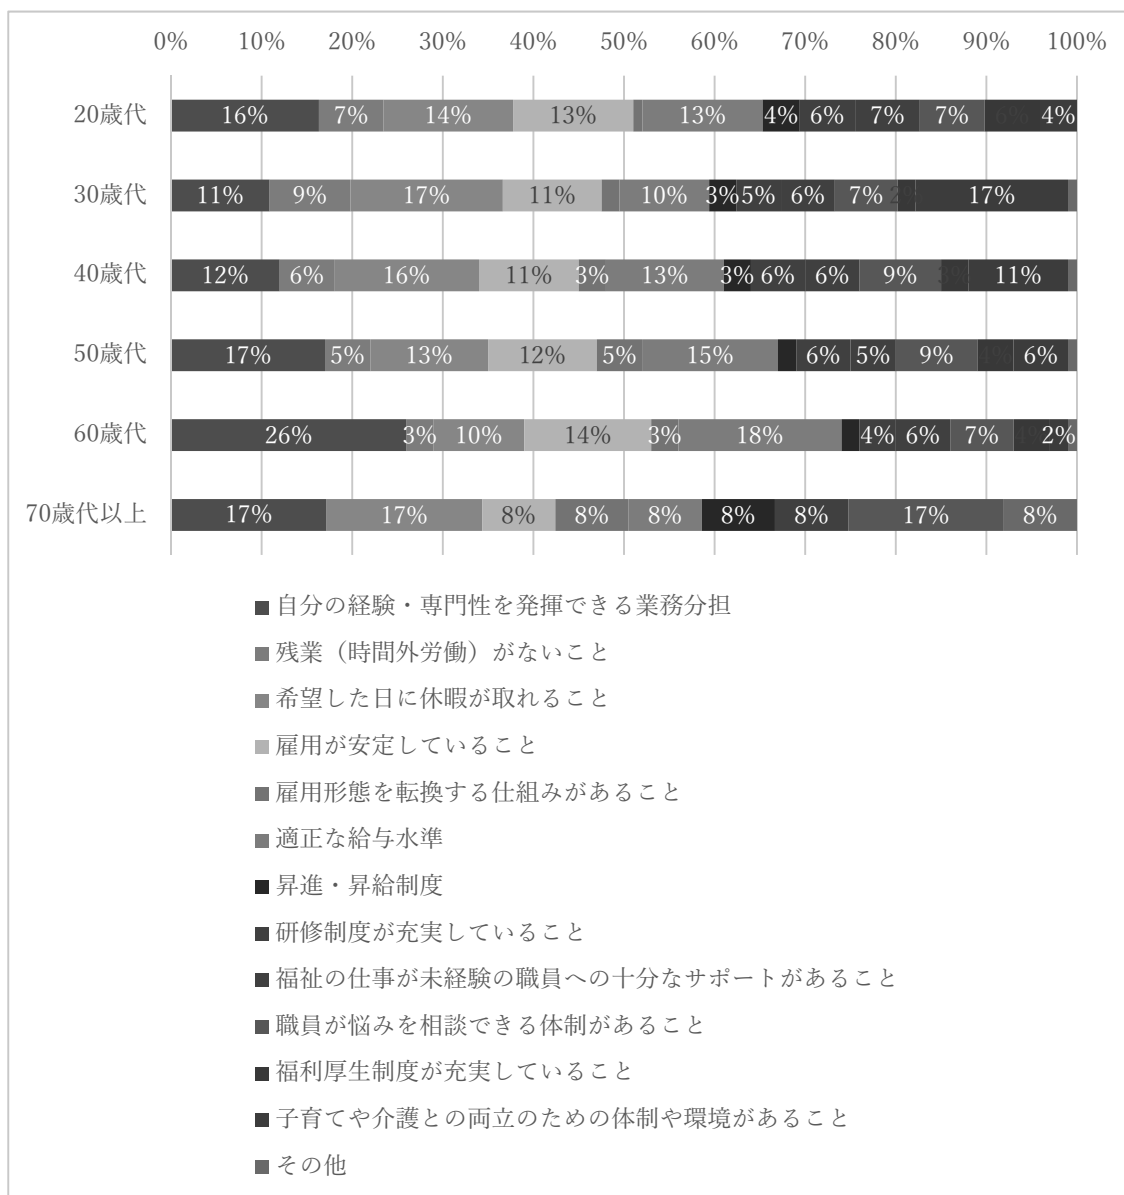 0% 10% 20% 30% 40% 50% 60% 70% 80% 90% 100%
20歳代 16% 7% 14% 13% 13% 4% 6% 7% 7% 6% 4%
30歳代 11% 9% 17% 11% 10% 3% 5% 6% 7% 2% 17%
40歳代 12% 6% 16% 11% 3% 13% 3% 6% 6% 9% 3% 11%
50歳代 17% 5% 13% 12% 5% 15% 6% 5% 9% 4% 6%
60歳代 26% 3% 10% 14% 3% 18% 4% 6% 7% 4% 2%
70歳代以上 17% 17% 8% 8% 8% 8% 8% 17% 8%
■自分の経験・専門性を発揮できる業務分担
■残業（時間外労働）がないこと
■希望した日に休暇が取れること
■雇用が安定していること
■雇用形態を転換する仕組みがあること
■適正な給与水準
■昇進・昇給制度
■研修制度が充実していること
■福祉の仕事が未経験の職員への十分なサポートがあること
■職員が悩みを相談できる体制があること
■福利厚生制度が充実していること
■子育てや介護との両立のための体制や環境があること
■その他